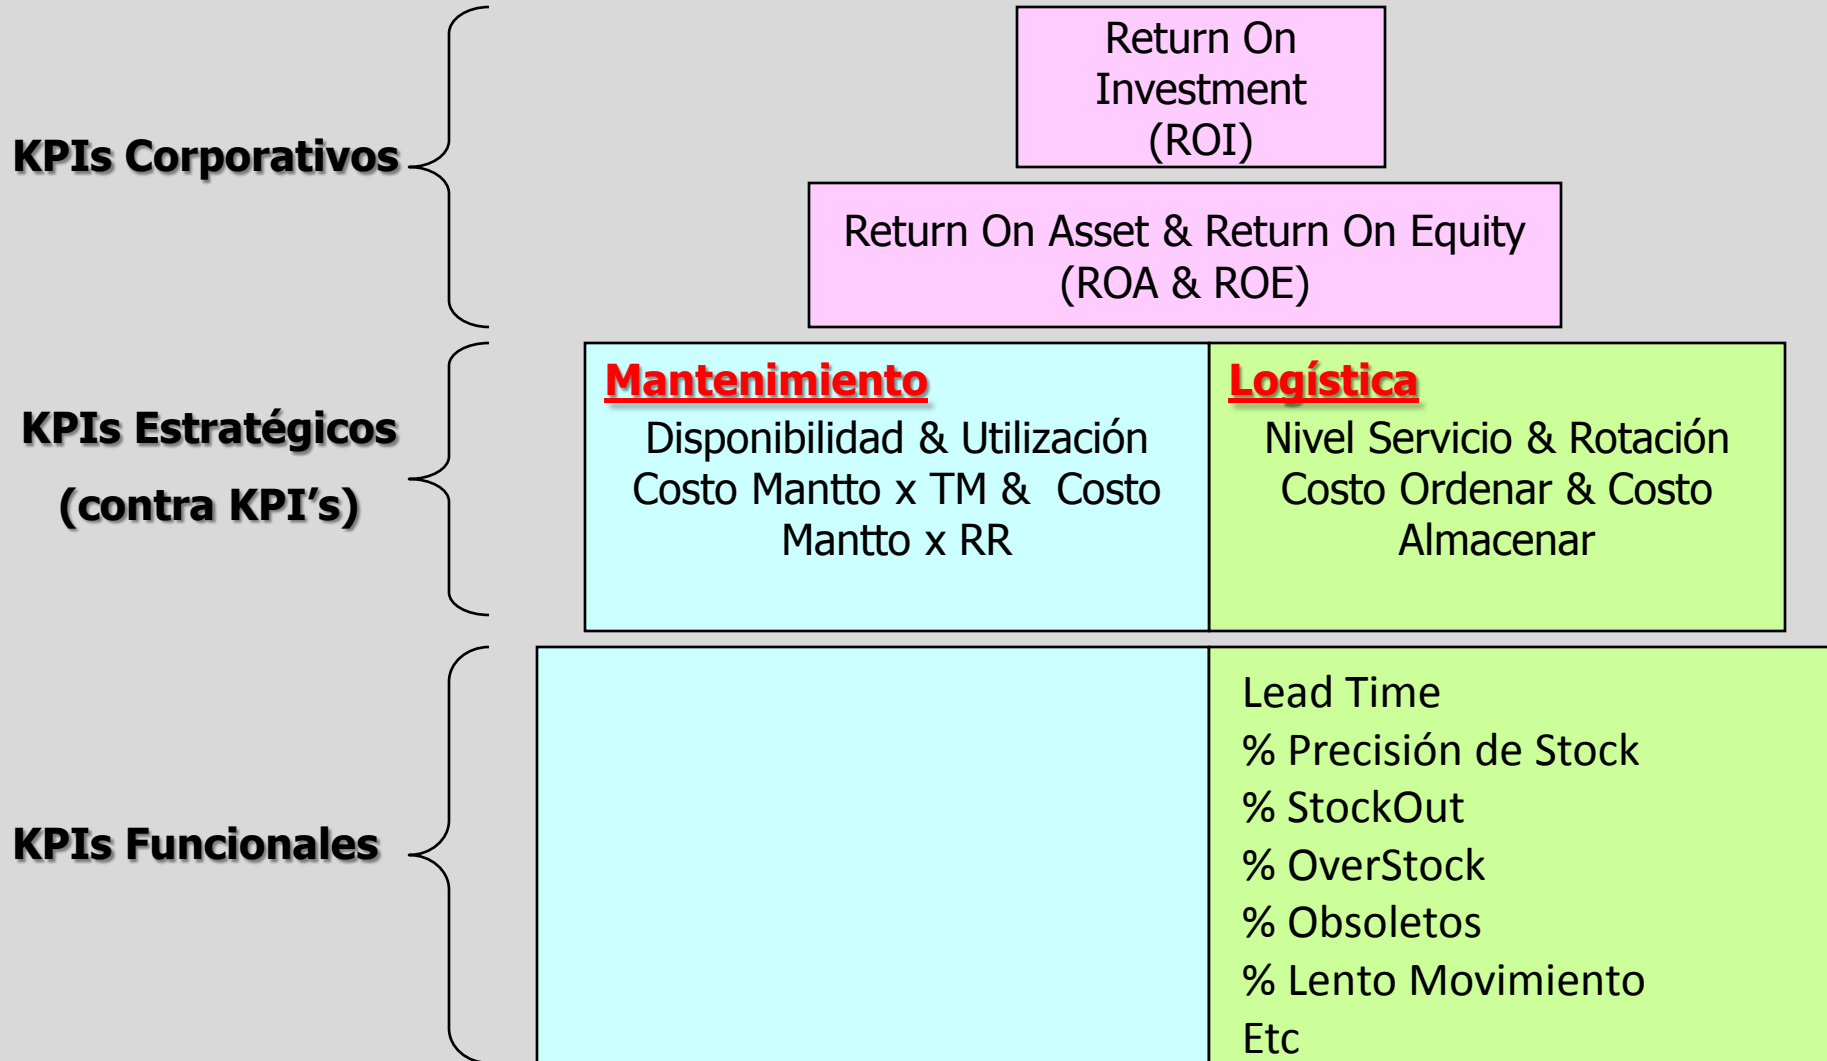 Return On
Investment
(ROI)
KPIs Corporativos
Return On Asset & Return On Equity
(ROA & ROE)
Mantenimiento
Disponibilidad & Utilización
Costo Mantto x TM & Costo
Mantto x RR
Logística
Nivel Servicio & Rotación
Costo Ordenar & Costo
Almacenar
KPIs Estratégicos
(contra KPI’s)
Lead Time
% Precisión de Stock
% StockOut
% OverStock
% Obsoletos
% Lento Movimiento
Etc
KPIs Funcionales